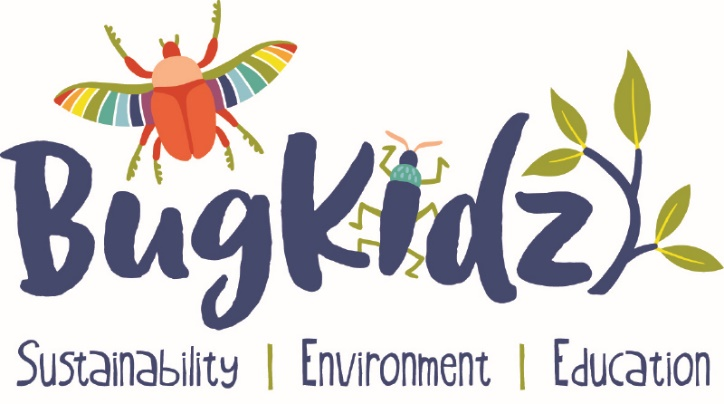 BugKidz
Sustainability | Environment | Education